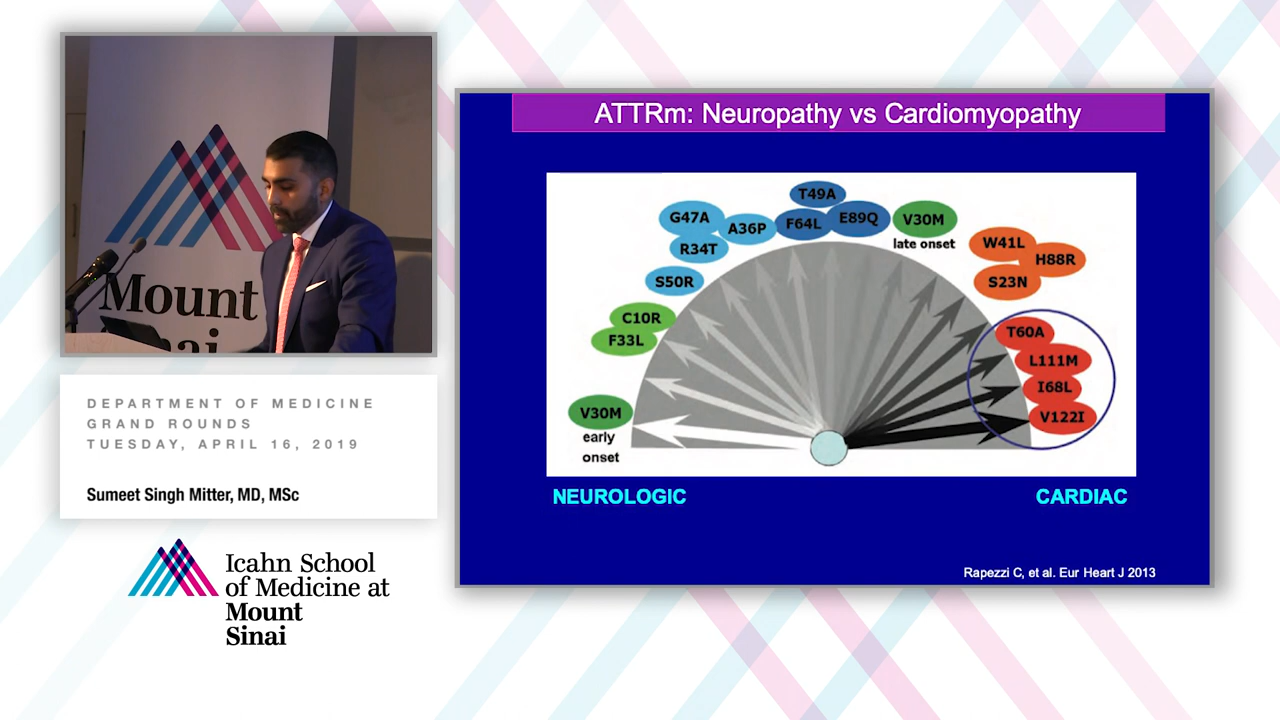 Mount
Sinai
DEPARTMENT OF MEDICINE
GRAND ROUNDS
TUESDAY, APRIL 16, 2019
Sumeet Singh Mitter, MD, MSc
Icahn School
of Medicine at
Mount
Sinai
ATTRm: Neuropathy vs Cardiomyopathy
V30M
early
onset
F33L
C10R
S50R
R34T
G47A
A36P
F64L
T49A
E89Q
V30M
late onset
W41L
H88R
S23N
T60A
L111M
I68L
V122I
NEUROLOGIC
CARDIAC
Rapezzi C, et al. Eur Heart J 2013